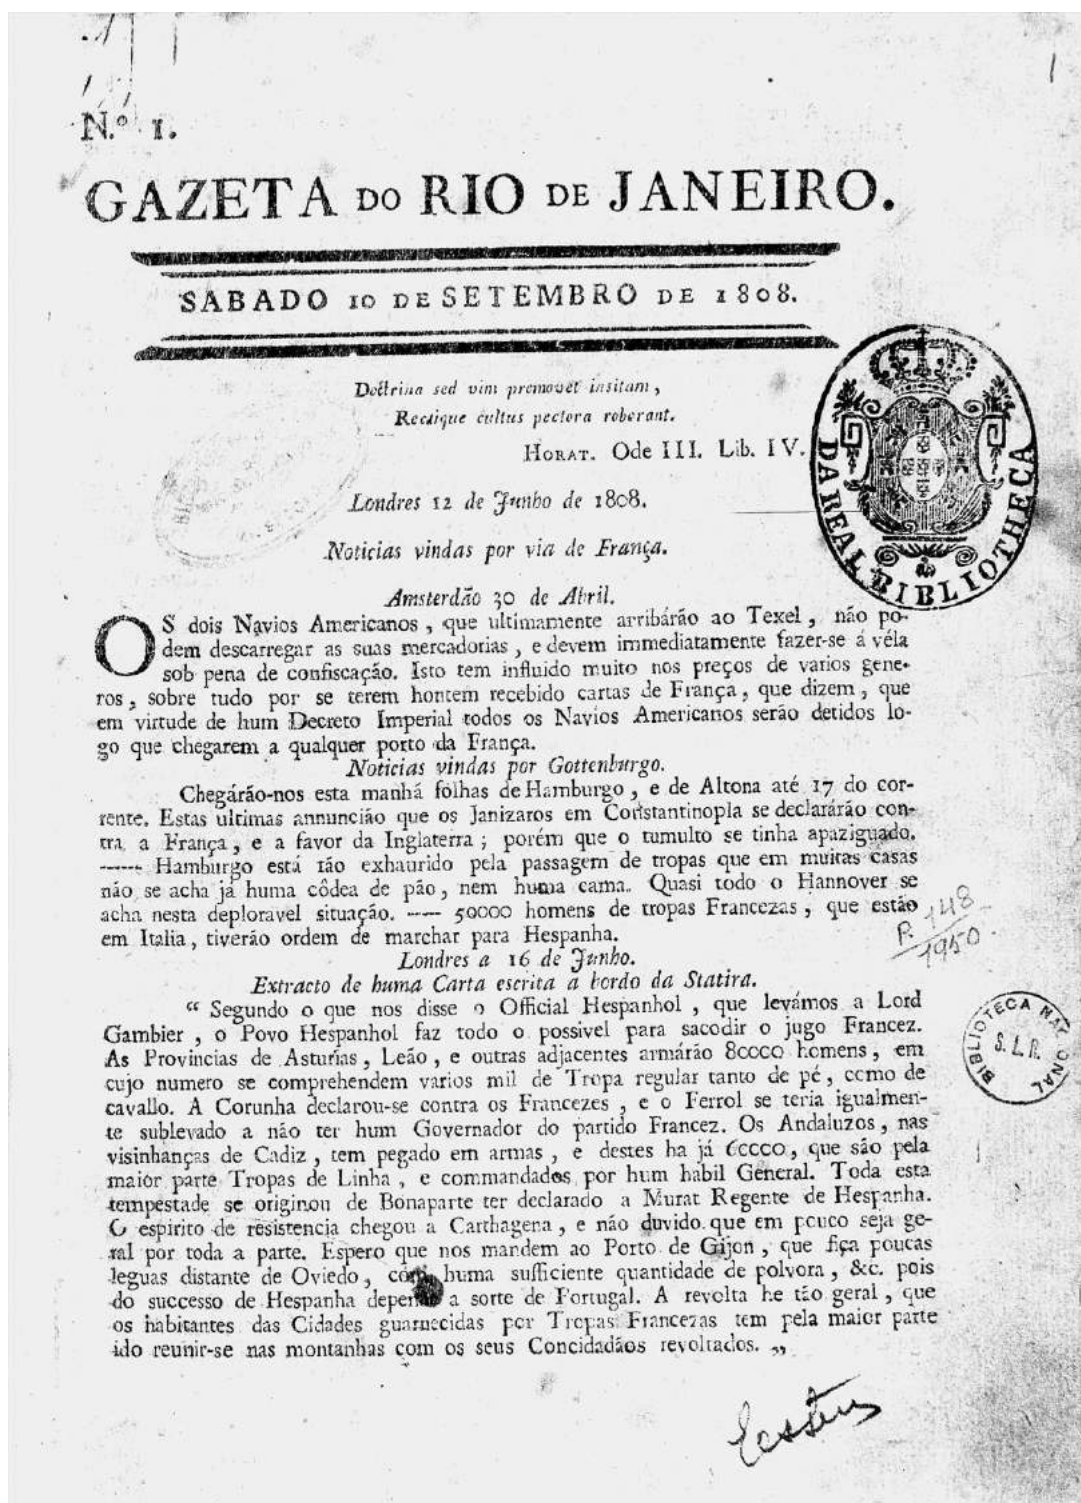 N.º 1.
GAZETA DO RIO DE JANEIRO.
SABADO 10 DE SETEMBRO DE 1808.
Doctrina sed vim promovet insitam,
Rectique cultus pectora roborant.
HORAT. Ode III. Lib. IV.
DA REAL BIBLIOTHECA
Londres 12 de Junho de 1808.
Noticias vindas por via de França.
Amsterdão 30 de Abril.
OS dois Navios Americanos, que ultimamente arribárão ao Texel, não po-
dem descarregar as suas mercadorias, e devem immediatamente fazer-se á véla
sob pena de confiscação. Isto tem influido muito nos preços de varios gene-
ros, sobre tudo por se terem hontem recebido cartas de França, que dizem, que
em virtude de hum Decreto Imperial todos os Navios Americanos serão detidos lo-
go que chegarem a qualquer porto da França.
Noticias vindas por Gottenburgo.
Chegárão-nos esta manhá folhas de Hamburgo, e de Altona até 17 do cor-
rente. Estas ultimas annuncião que os Janizaros em Constantinopla se declarárão con-
tra a França, e a favor da Inglaterra; porém que o tumulto se tinha apaziguado.
----- Hamburgo está tão exhaurido pela passagem de tropas que em muitas casas
não se acha já huma côdea de pão, nem huma cama. Quasi todo o Hannover se
acha nesta deploravel situação. ---- 50000 homens de tropas Francezas, que estão
em Italia, tiverão ordem de marchar para Hespanha.
P. 148
1950
Londres a 16 de Junho.
Extracto de huma Carta escrita a bordo da Statira.
“ Segundo o que nos disse o Official Hespanhol, que levámos a Lord
Gambier, o Povo Hespanhol faz todo o possivel para sacodir o jugo Francez.
As Provincias de Asturias, Leão, e outras adjacentes armárão 80000 homens, em
cujo numero se comprehendem varios mil de Tropa regular tanto de pé, como de
cavallo. A Corunha declarou-se contra os Francezes, e o Ferrol se teria igualmen-
te sublevado a não ter hum Governador do partido Francez. Os Andaluzos, nas
visinhanças de Cadiz, tem pegado em armas, e destes ha já 60000, que são pela
maior parte Tropas de Linha, e commandados por hum habil General. Toda esta
tempestade se originou de Bonaparte ter declarado a Murat Regente de Hespanha.
O espirito de resistencia chegou a Carthagena, e não duvido que em pouco seja ge-
ral por toda a parte. Espero que nos mandem ao Porto de Gijon, que fica poucas
leguas distante de Oviedo, com huma sufficiente quantidade de polvora, &c. pois
do successo de Hespanha depende a sorte de Portugal. A revolta he tão geral, que
os habitantes das Cidades guarnecidas por Tropas Francezas tem pela maior parte
ido reunir-se nas montanhas com os seus Concidadãos revoltados. „
BIBLIOTECA NACIONAL
S. L. R.